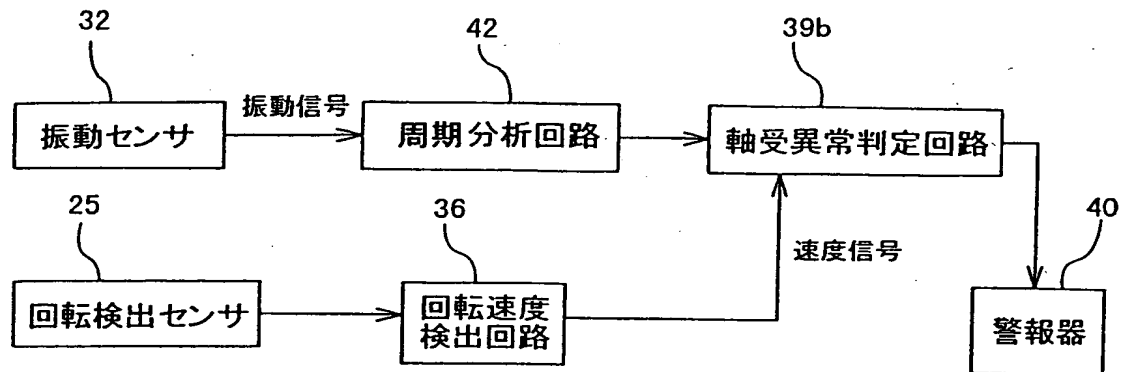 32
42
39b
振動信号
振動センサ
周期分析回路
軸受異常判定回路
25
36
速度信号
40
回転検出センサ
回転速度
検出回路
警報器